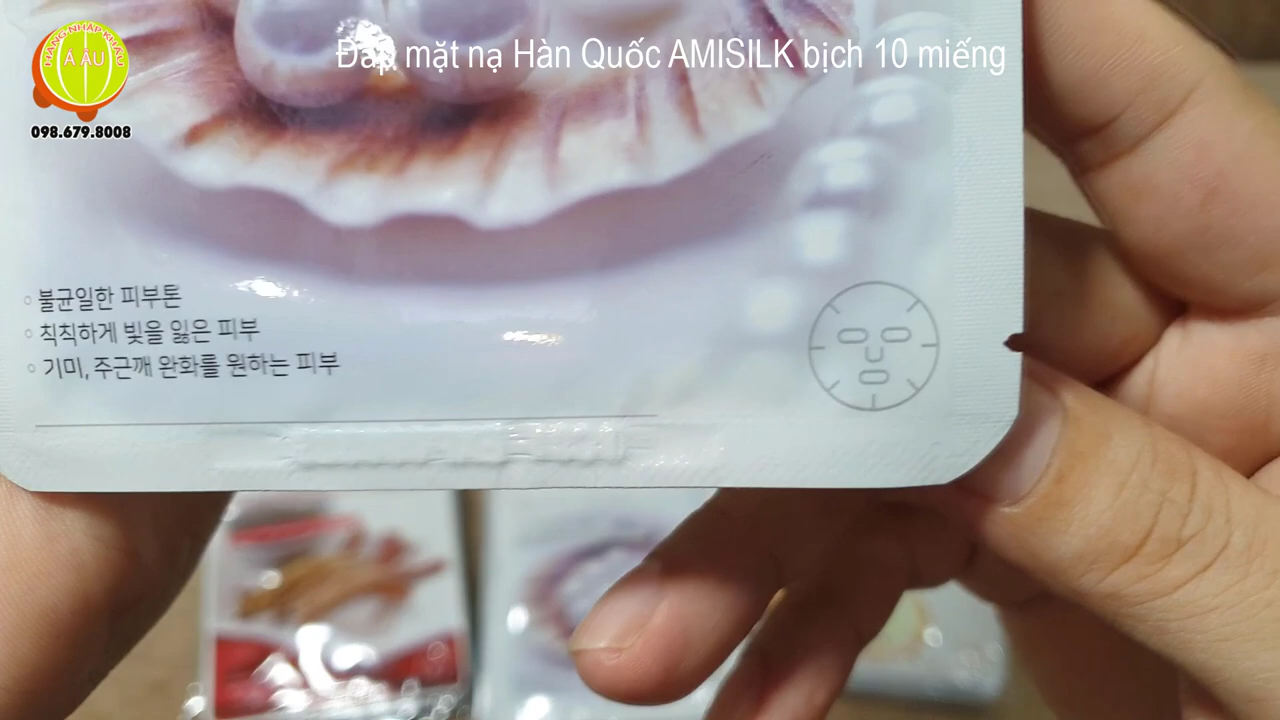 HÀNG NHẬP KHẨU
Á ÂU
098.679.8008
Đắp mặt nạ Hàn Quốc AMISILK bịch 10 miếng
◦ 불균일한 피부톤
◦ 칙칙하게 빛을 잃은 피부
◦ 기미, 주근깨 완화를 원하는 피부